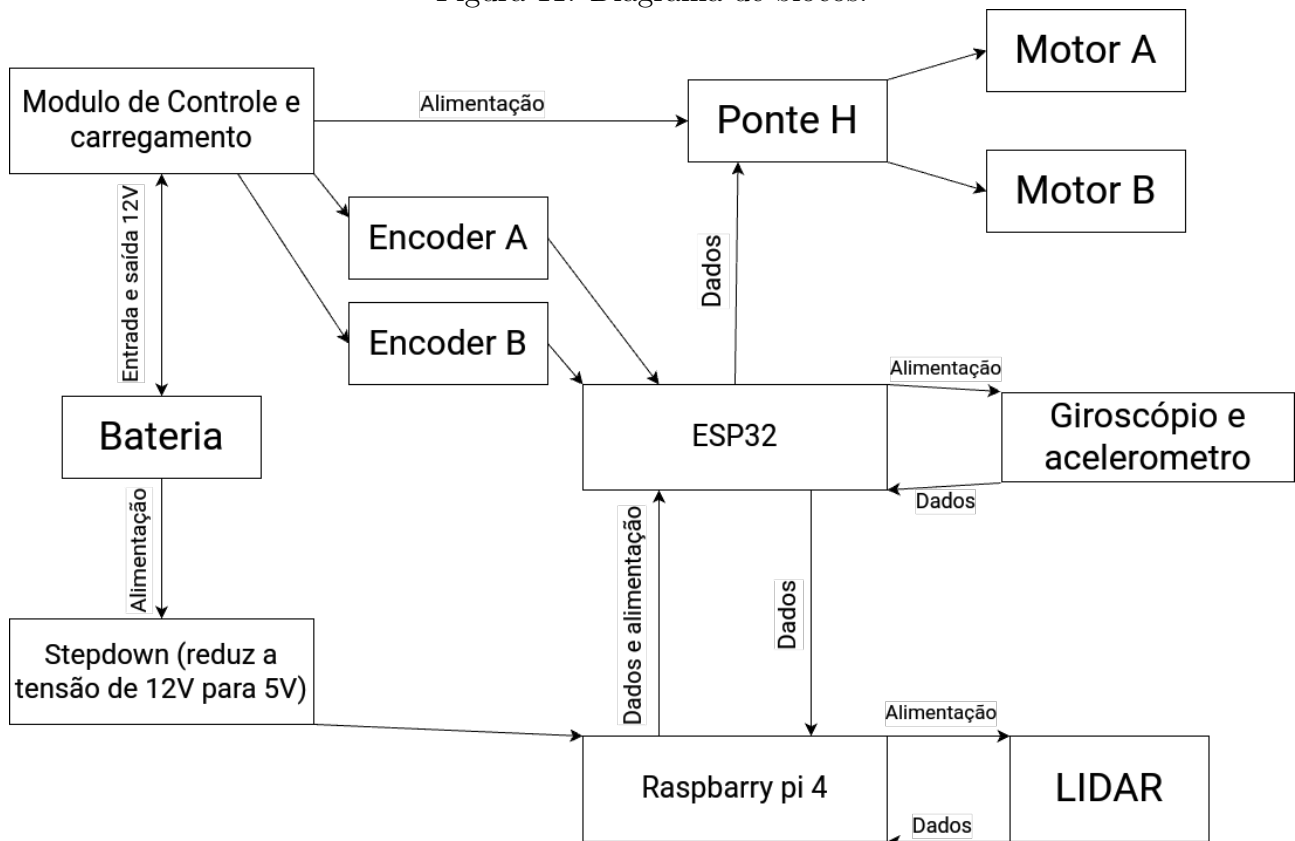 Figura 11: Diagrama de blocos.
Motor A
Modulo de Controle e
carregamento
Alimentação
Ponte H
Motor B
Entrada e saída 12V
Encoder A
Dados
Encoder B
Alimentação
Bateria
ESP32
Giroscópio e
acelerometro
Dados
Alimentação
Dados e alimentação
Dados
Stepdown (reduz a
tensão de 12V para 5V)
Alimentação
Raspbarry pi 4
LIDAR
Dados